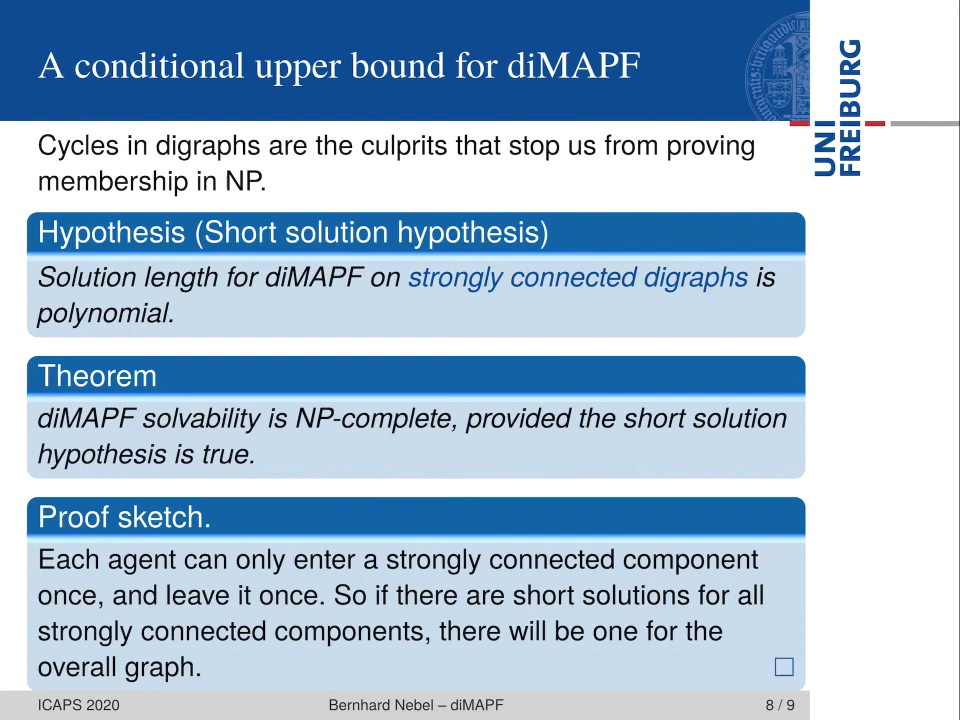 A conditional upper bound for diMAPF
UNI
FREIBURG
Cycles in digraphs are the culprits that stop us from proving
membership in NP.
Hypothesis (Short solution hypothesis)
Solution length for diMAPF on strongly connected digraphs is
polynomial.
Theorem
diMAPF solvability is NP-complete, provided the short solution
hypothesis is true.
Proof sketch.
Each agent can only enter a strongly connected component
once, and leave it once. So if there are short solutions for all
strongly connected components, there will be one for the
overall graph. □
ICAPS 2020 Bernhard Nebel – diMAPF 8 / 9